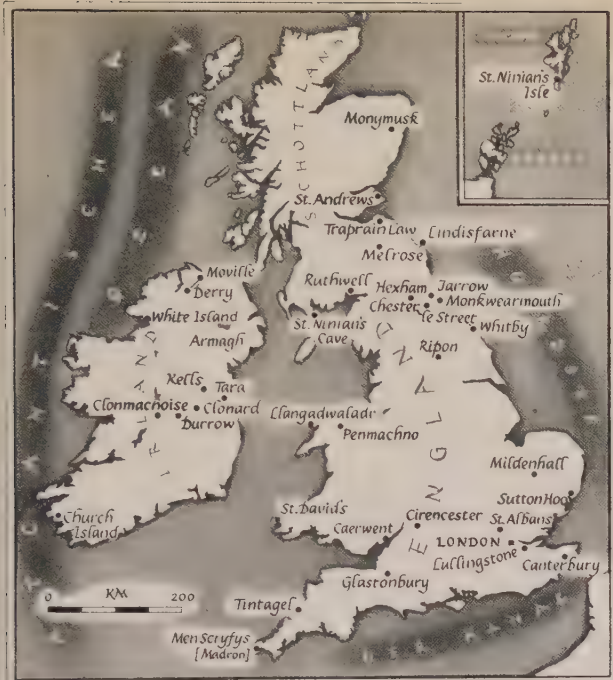 St. Ninian's
Isle
SCHOTTLAND
Monymusk
St. Andrews
Traprain Law
Lindisfarne
Melrose
Moville
Derry
Ruthwell
Hexham
Jarrow
Chester
le Street
Monkwearmouth
White Island
St. Ninian's
Cave
Whitby
Armagh
Ripon
IRLAND
Kells
Tara
Clonmacnoise
Clonard
Durrow
Llangadwaladr
Penmachno
ENGLAND
Mildenhall
Sutton Hoo
St. David's
Cirencester
St. Albans
Church
Island
Caerwent
LONDON
Lullingstone
Canterbury
Glastonbury
0 KM 200
Tintagel
Men Scryfys
[Madron]
DER KANAL